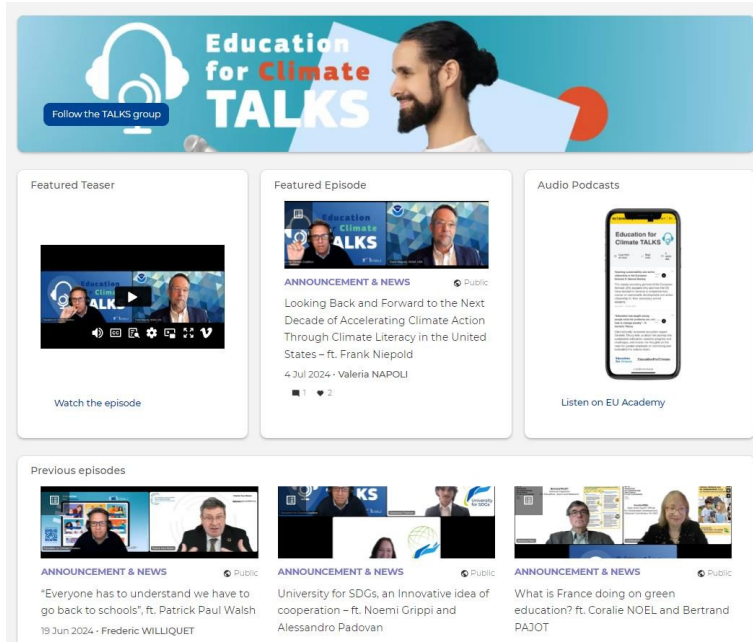 Education
for Climate
TALKS
Follow the TALKS group
Featured Teaser
Watch the episode
Featured Episode
Education
Climate
ALKS
ANNOUNCEMENT & NEWS
Public
Looking Back and Forward to the Next
Decade of Accelerating Climate Action
Through Climate Literacy in the United
States – ft. Frank Niepold
4 Jul 2024 · Valeria NAPOLI
1 2
Audio Podcasts
Education for
Climate TALKS
Listen on EU Academy
Previous episodes
ANNOUNCEMENT & NEWS
Public
"Everyone has to understand we have to
go back to schools", ft. Patrick Paul Walsh
19 Jun 2024 · Frederic WILLIQUET
KS
University
for SDGs
ANNOUNCEMENT & NEWS
Public
University for SDGs, an Innovative idea of
cooperation – ft. Noemi Grippi and
Alessandro Padovan
ANNOUNCEMENT & NEWS
Public
What is France doing on green
education? ft. Coralie NOEL and Bertrand
PAJOT